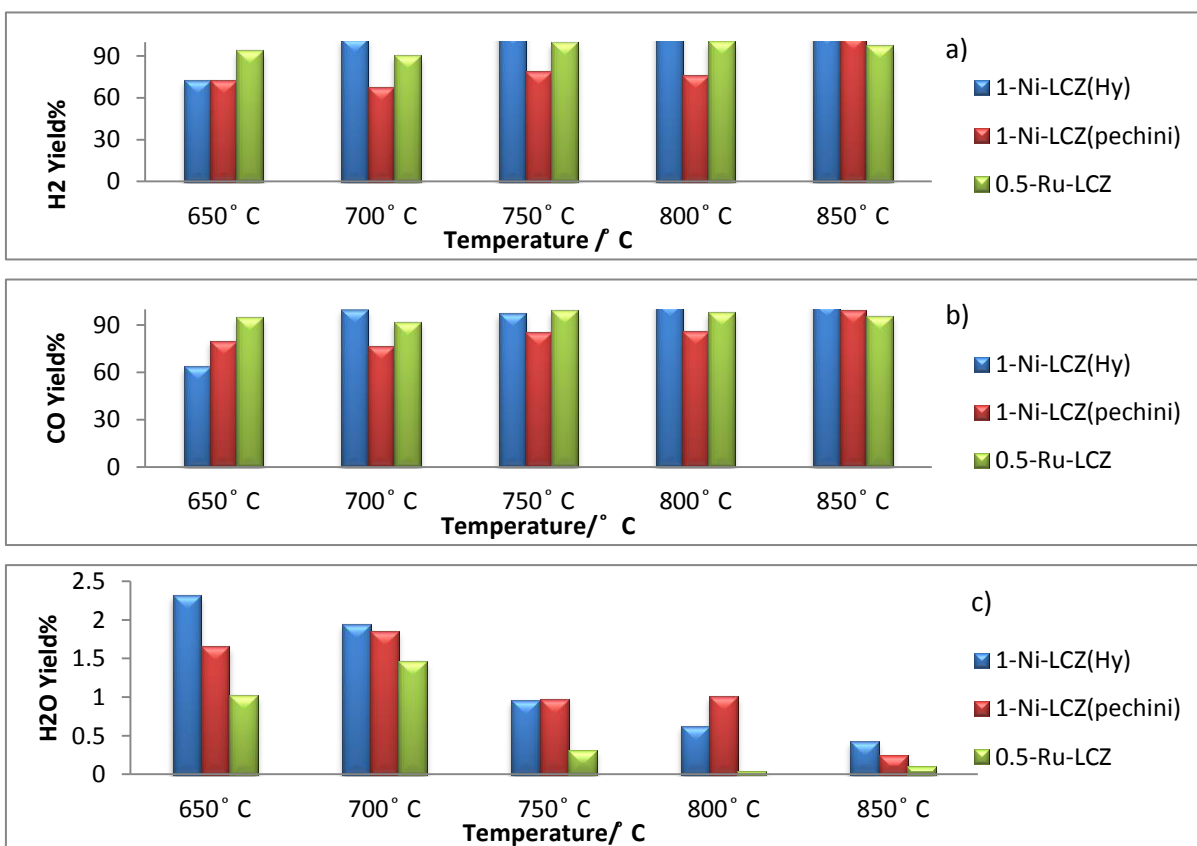 a)
90
60
30
0
H2 Yield%
650° C 700° C 750° C 800° C 850° C
Temperature /° C
1-Ni-LCZ(Hy)
1-Ni-LCZ(pechini)
0.5-Ru-LCZ
b)
90
60
30
0
CO Yield%
650° C 700° C 750° C 800° C 850° C
Temperature/° C
1-Ni-LCZ(Hy)
1-Ni-LCZ(pechini)
0.5-Ru-LCZ
c)
2.5
2
1.5
1
0.5
0
H2O Yield%
650° C 700° C 750° C 800° C 850° C
Temperature/° C
1-Ni-LCZ(Hy)
1-Ni-LCZ(pechini)
0.5-Ru-LCZ